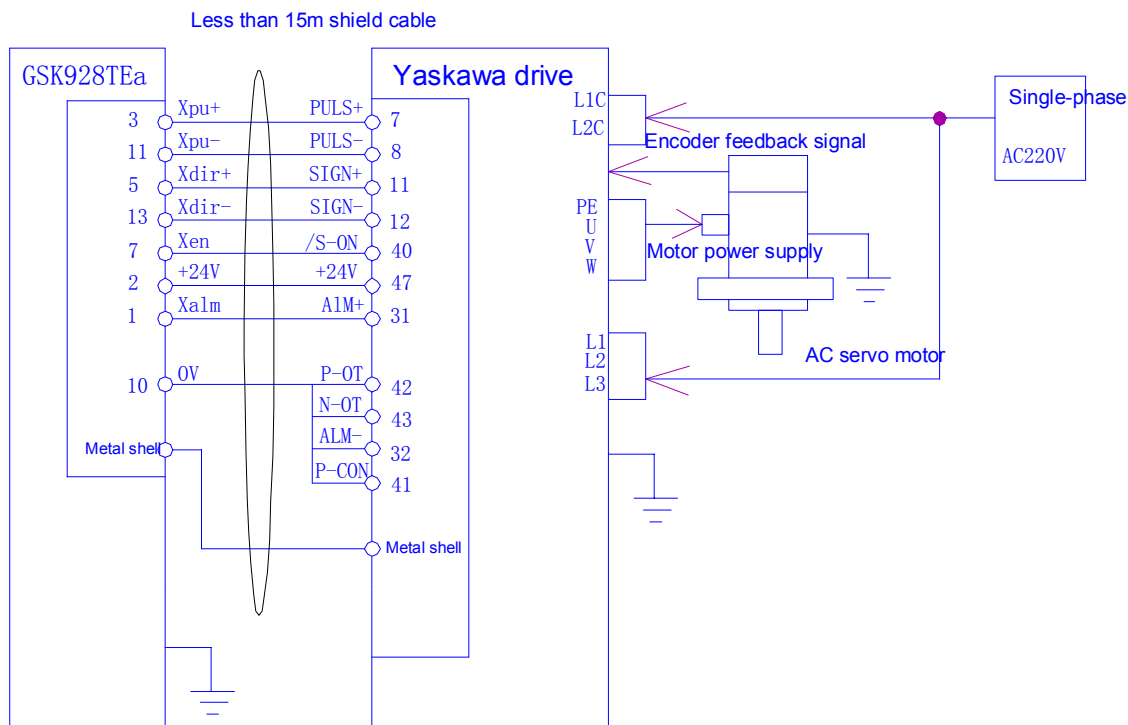 Less than 15m shield cable
GSK928TEa
Yaskawa drive
Single-phase
AC220V
L1C
L2C
Encoder feedback signal
3 Xpu+ PULS+ 7
11 Xpu- PULS- 8
5 Xdir+ SIGN+ 11
13 Xdir- SIGN- 12
7 Xen /S-ON 40
2 +24V +24V 47
1 Xalm AlM+ 31
10 0V P-OT 42
N-OT 43
ALM- 32
P-CON 41
Metal shell
Metal shell
PE
U
V
W
Motor power supply
L1
L2
L3
AC servo motor